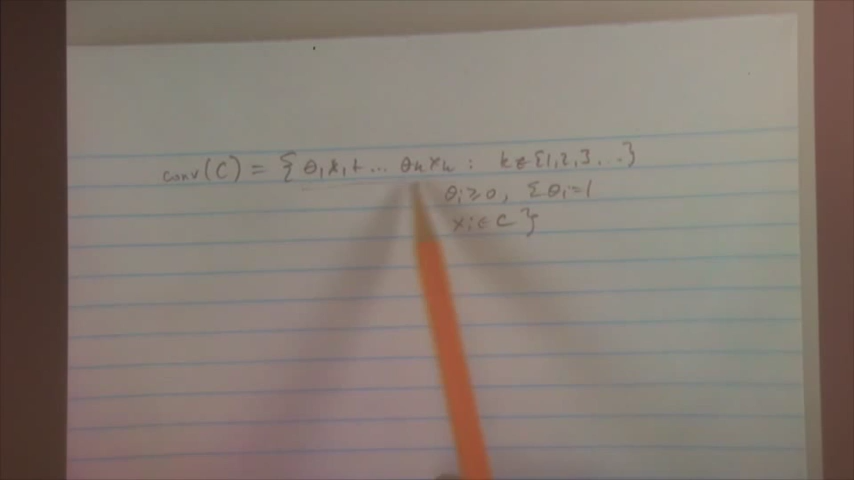 conv(C) = { θ₁x₁+ ... θₖxₖ : k ∈ {1,2,3,...}
θᵢ ≥ 0, Σθᵢ=1
xᵢ ∈ C }